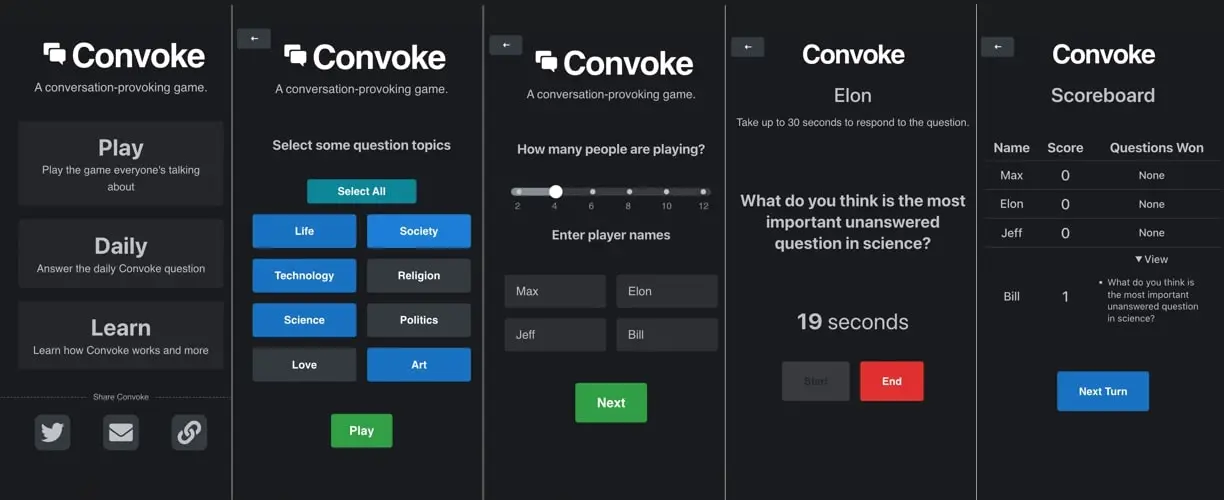 Convoke
A conversation-provoking game.
Play
Play the game everyone's talking
about
Daily
Answer the daily Convoke question
Learn
Learn how Convoke works and more
Share Convoke
←
Convoke
A conversation-provoking game.
Select some question topics
Select All
Life
Society
Technology
Religion
Science
Politics
Love
Art
Play
←
Convoke
A conversation-provoking game.
How many people are playing?
2 4 6 8 10 12
Enter player names
Max
Elon
Jeff
Bill
Next
←
Convoke
Elon
Take up to 30 seconds to respond to the question.
What do you think is the most
important unanswered
question in science?
19 seconds
Start
End
←
Convoke
Scoreboard
Name Score Questions Won
Max 0 None
Elon 0 None
Jeff 0 None
▼ View
Bill 1
• What do you think is
the most important
unanswered question
in science?
Next Turn